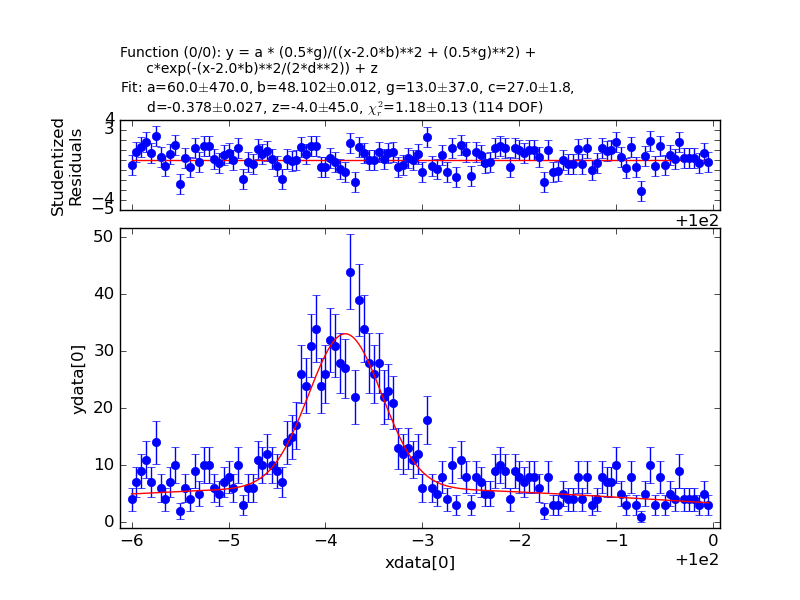 Function (0/0): y = a * (0.5*g)/((x-2.0*b)**2 + (0.5*g)**2) +
c*exp(-(x-2.0*b)**2/(2*d**2)) + z
Fit: a=60.0±470.0, b=48.102±0.012, g=13.0±37.0, c=27.0±1.8,
d=-0.378±0.027, z=-4.0±45.0, χ²ᵣ=1.18±0.13 (114 DOF)
4
3
−4
−5
Studentized
Residuals
+1e2
50
40
30
20
10
0
ydata[0]
−6 −5 −4 −3 −2 −1 0
xdata[0]
+1e2